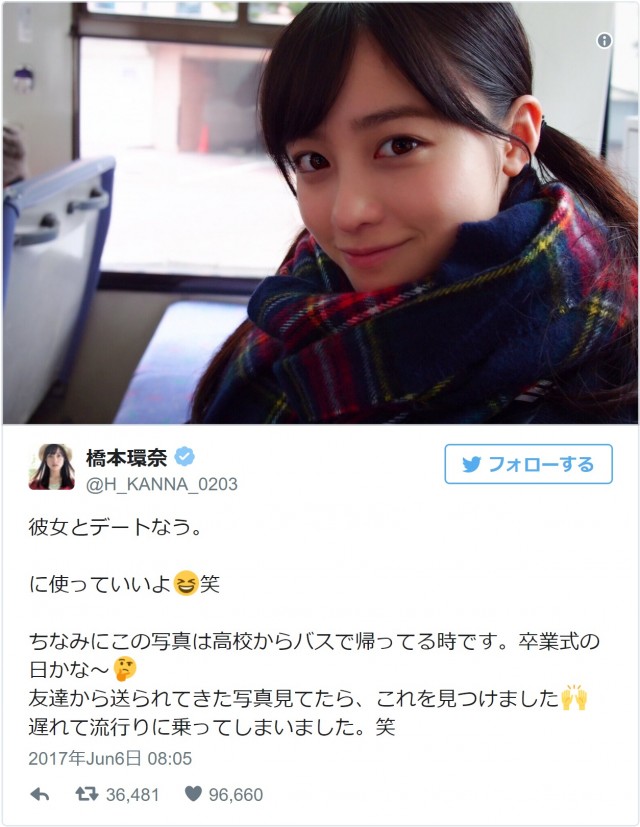 橋本環奈
フォローする
@H_KANNA_0203
彼女とデートなう。
に使っていいよ😆笑
ちなみにこの写真は高校からバスで帰ってる時です。卒業式の
日かな〜🤔
友達から送られてきた写真見てたら、これを見つけました🙌
遅れて流行りに乗ってしまいました。笑
2017年Jun6日 08:05
36,481
96,660